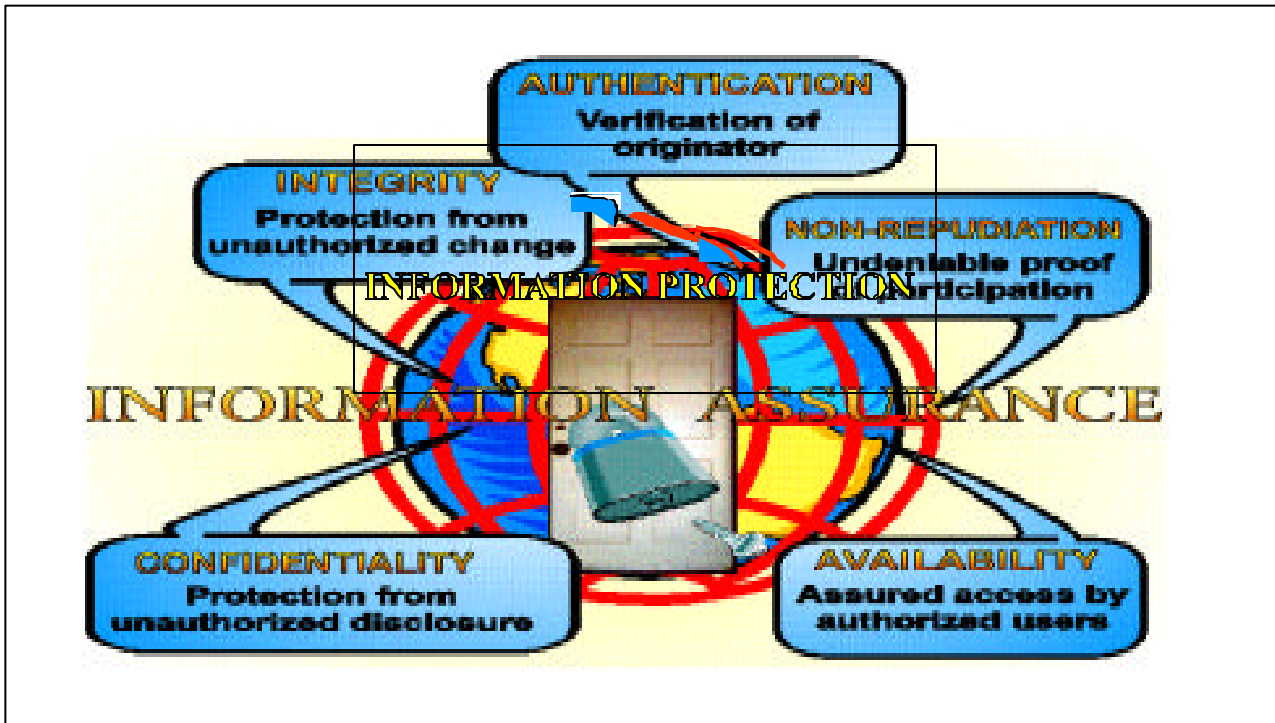 AUTHENTICATION
Verification of
originator
INTEGRITY
Protection from
unauthorized change
NON-REPUDIATION
Undeniable proof
of participation
INFORMATION PROTECTION
INFORMATION ASSURANCE
CONFIDENTIALITY
Protection from
unauthorized disclosure
AVAILABILITY
Assured access by
authorized users